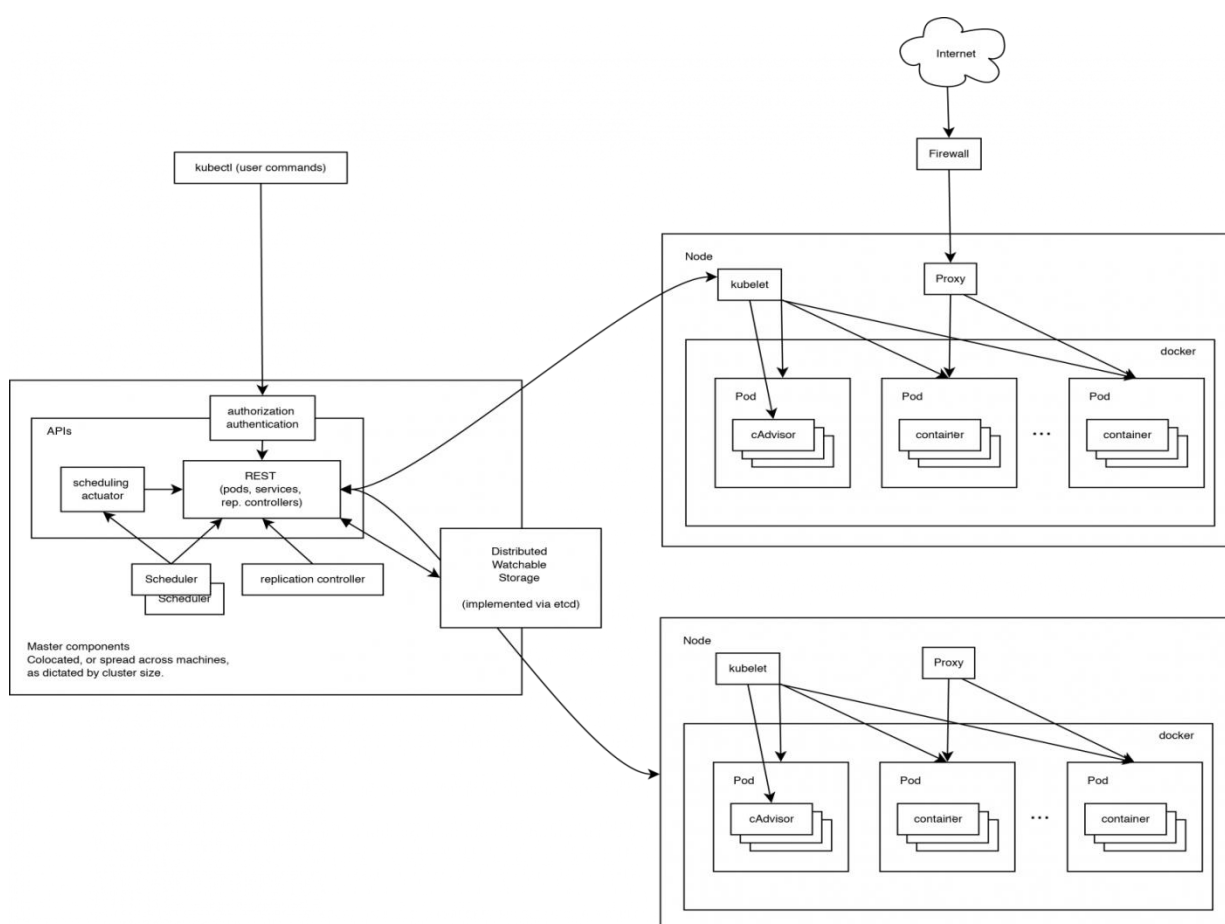 Internet
kubectl (user commands)
Firewall
Node
kubelet
Proxy
docker
Pod
cAdvisor
Pod
container
...
Pod
container
authorization
authentication
APIs
scheduling
actuator
REST
(pods, services,
rep. controllers)
Scheduler
Scheduler
replication controller
Distributed
Watchable
Storage
(implemented via etcd)
Master components
Colocated, or spread across machines,
as dictated by cluster size.
Node
kubelet
Proxy
docker
Pod
cAdvisor
Pod
container
...
Pod
container